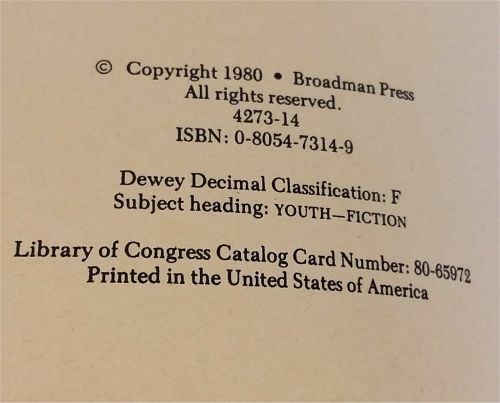 © Copyright 1980 • Broadman Press
All rights reserved.
4273-14
ISBN: 0-8054-7314-9
Dewey Decimal Classification: F
Subject heading: YOUTH—FICTION
Library of Congress Catalog Card Number: 80-65972
Printed in the United States of America